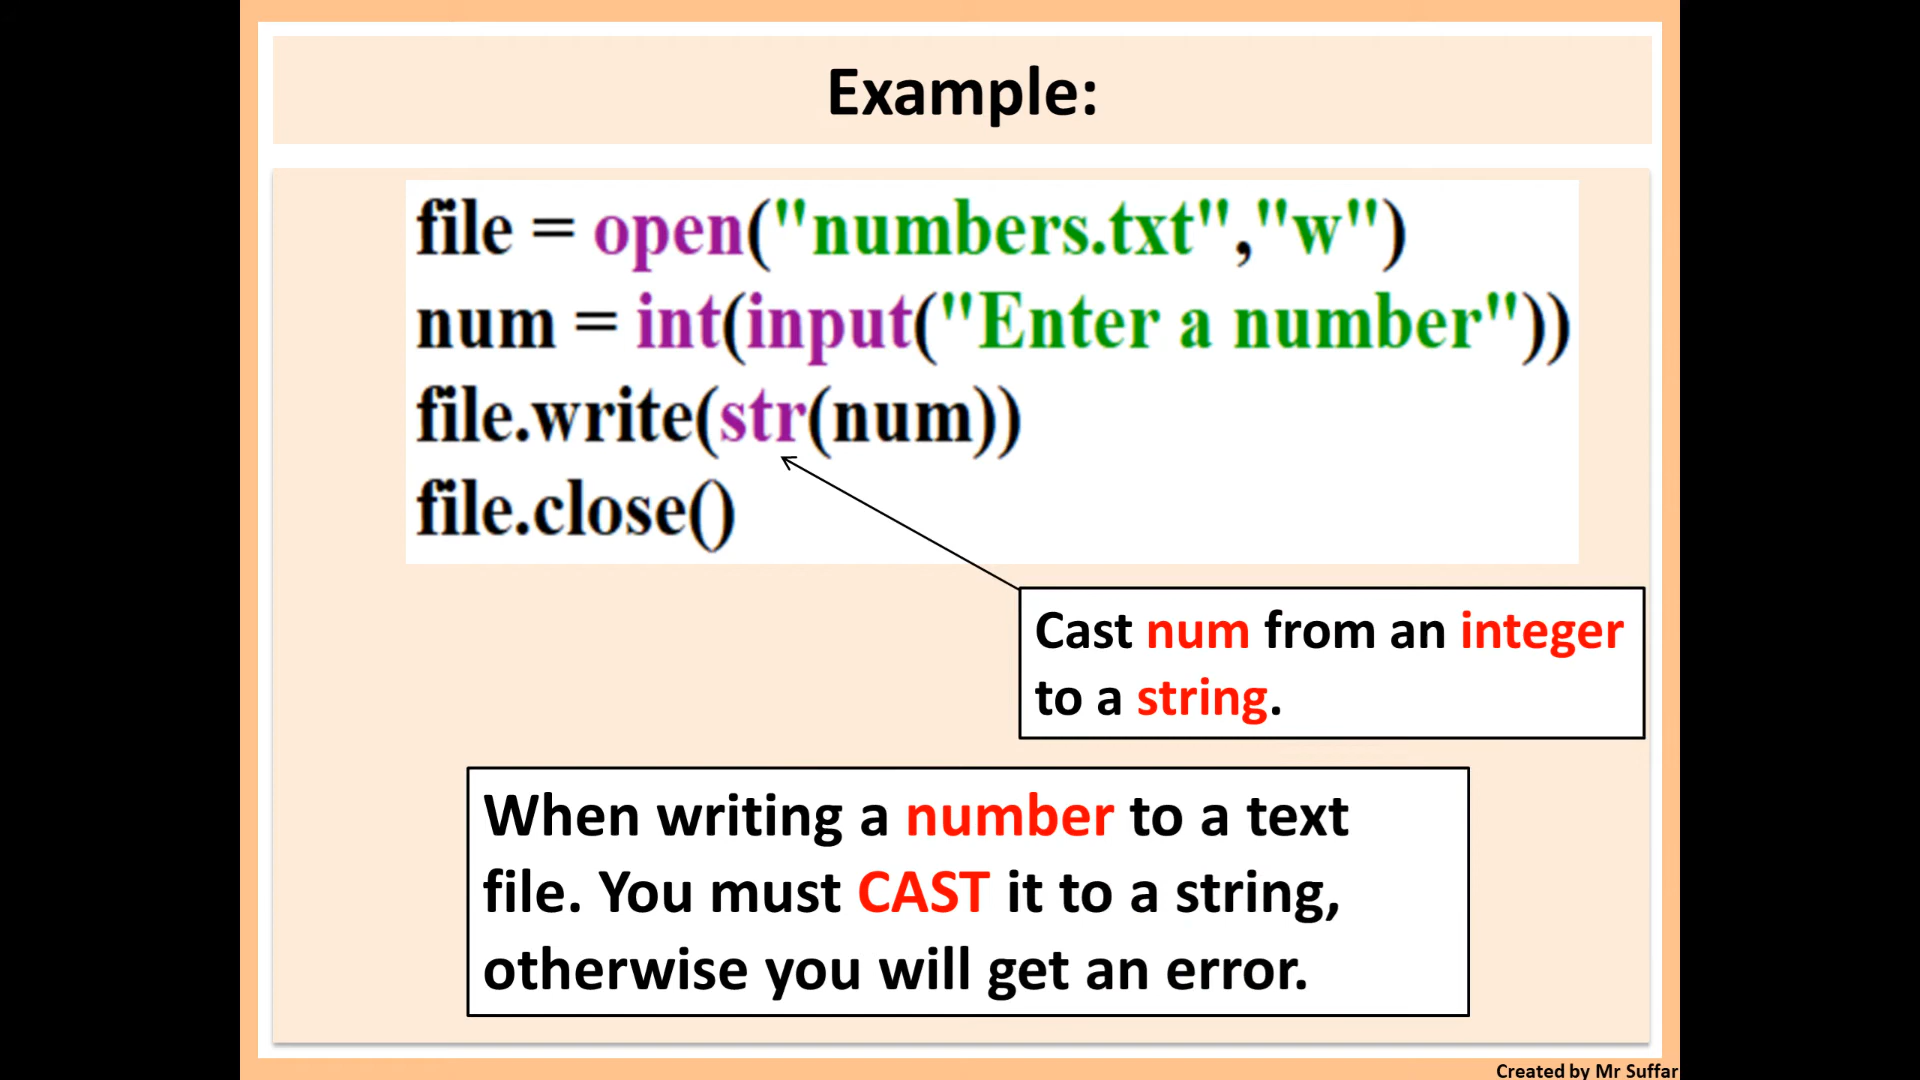 Example:
file = open("numbers.txt","w")
num = int(input("Enter a number"))
file.write(str(num))
file.close()
Cast num from an integer
to a string.
When writing a number to a text
file. You must CAST it to a string,
otherwise you will get an error.
Created by Mr Suffar